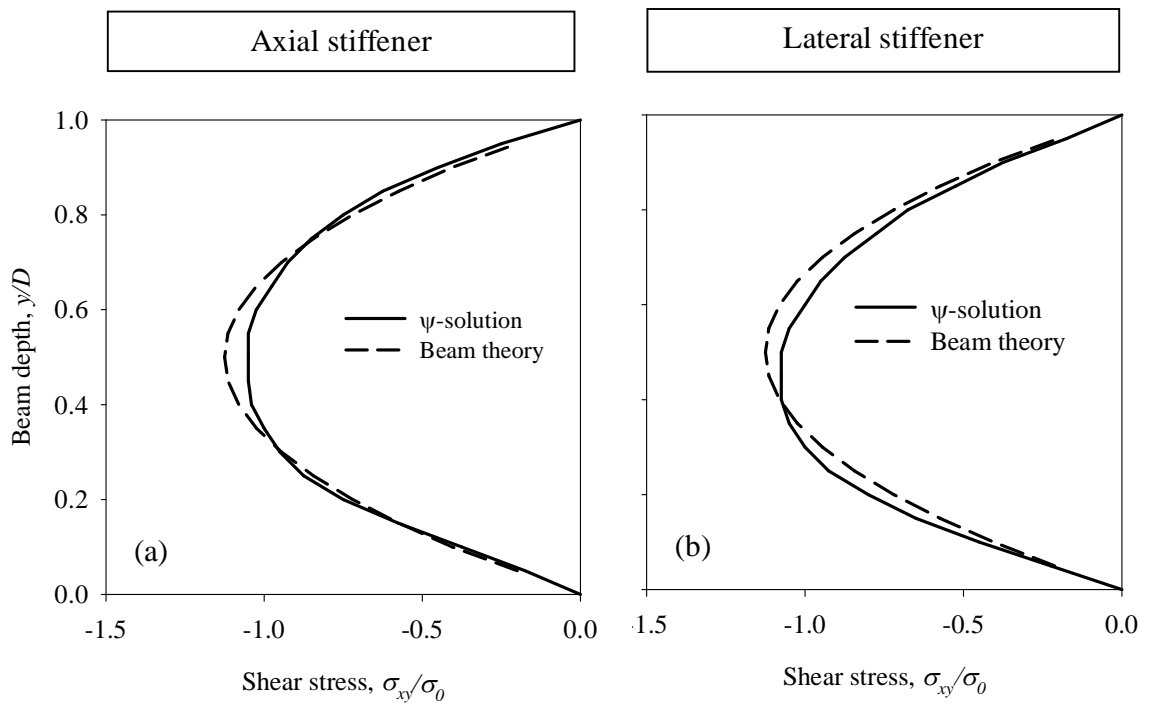 Axial stiffener
Lateral stiffener
1.0
0.8
0.6
0.4
0.2
0.0
Beam depth, y/D
ψ-solution
Beam theory
(a)
-1.5
-1.0
-0.5
0.0
Shear stress, σxy/σ0
ψ-solution
Beam theory
(b)
1.5
-1.0
-0.5
0.0
Shear stress, σxy/σ0